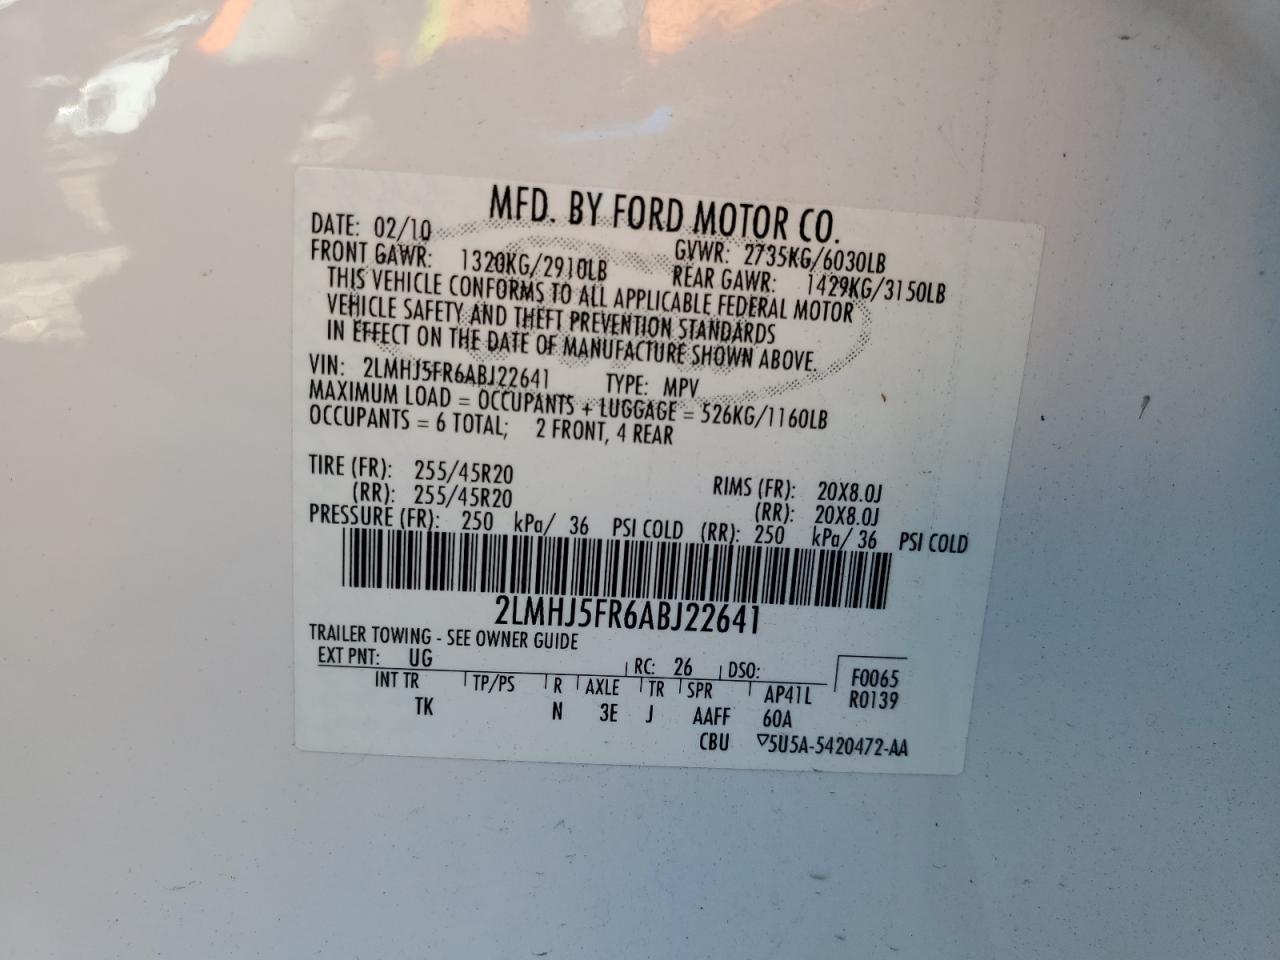 MFD. BY FORD MOTOR CO.
DATE: 02/10 GVWR: 2735KG/6030LB
FRONT GAWR: 1320KG/2910LB REAR GAWR: 1429KG/3150LB
THIS VEHICLE CONFORMS TO ALL APPLICABLE FEDERAL MOTOR
VEHICLE SAFETY AND THEFT PREVENTION STANDARDS
IN EFFECT ON THE DATE OF MANUFACTURE SHOWN ABOVE.
VIN: 2LMHJ5FR6ABJ22641 TYPE: MPV
MAXIMUM LOAD = OCCUPANTS + LUGGAGE = 526KG/1160LB
OCCUPANTS = 6 TOTAL; 2 FRONT, 4 REAR
TIRE (FR): 255/45R20 RIMS (FR): 20X8.0J
(RR): 255/45R20 (RR): 20X8.0J
PRESSURE (FR): 250 kPa/ 36 PSI COLD (RR): 250 kPa/ 36 PSI COLD
2LMHJ5FR6ABJ22641
TRAILER TOWING - SEE OWNER GUIDE
EXT PNT: UG RC: 26 DSO: F0065
INT TR TP/PS R AXLE TR SPR AP41L R0139
TK N 3E J AAFF 60A
CBU ▽5U5A-5420472-AA